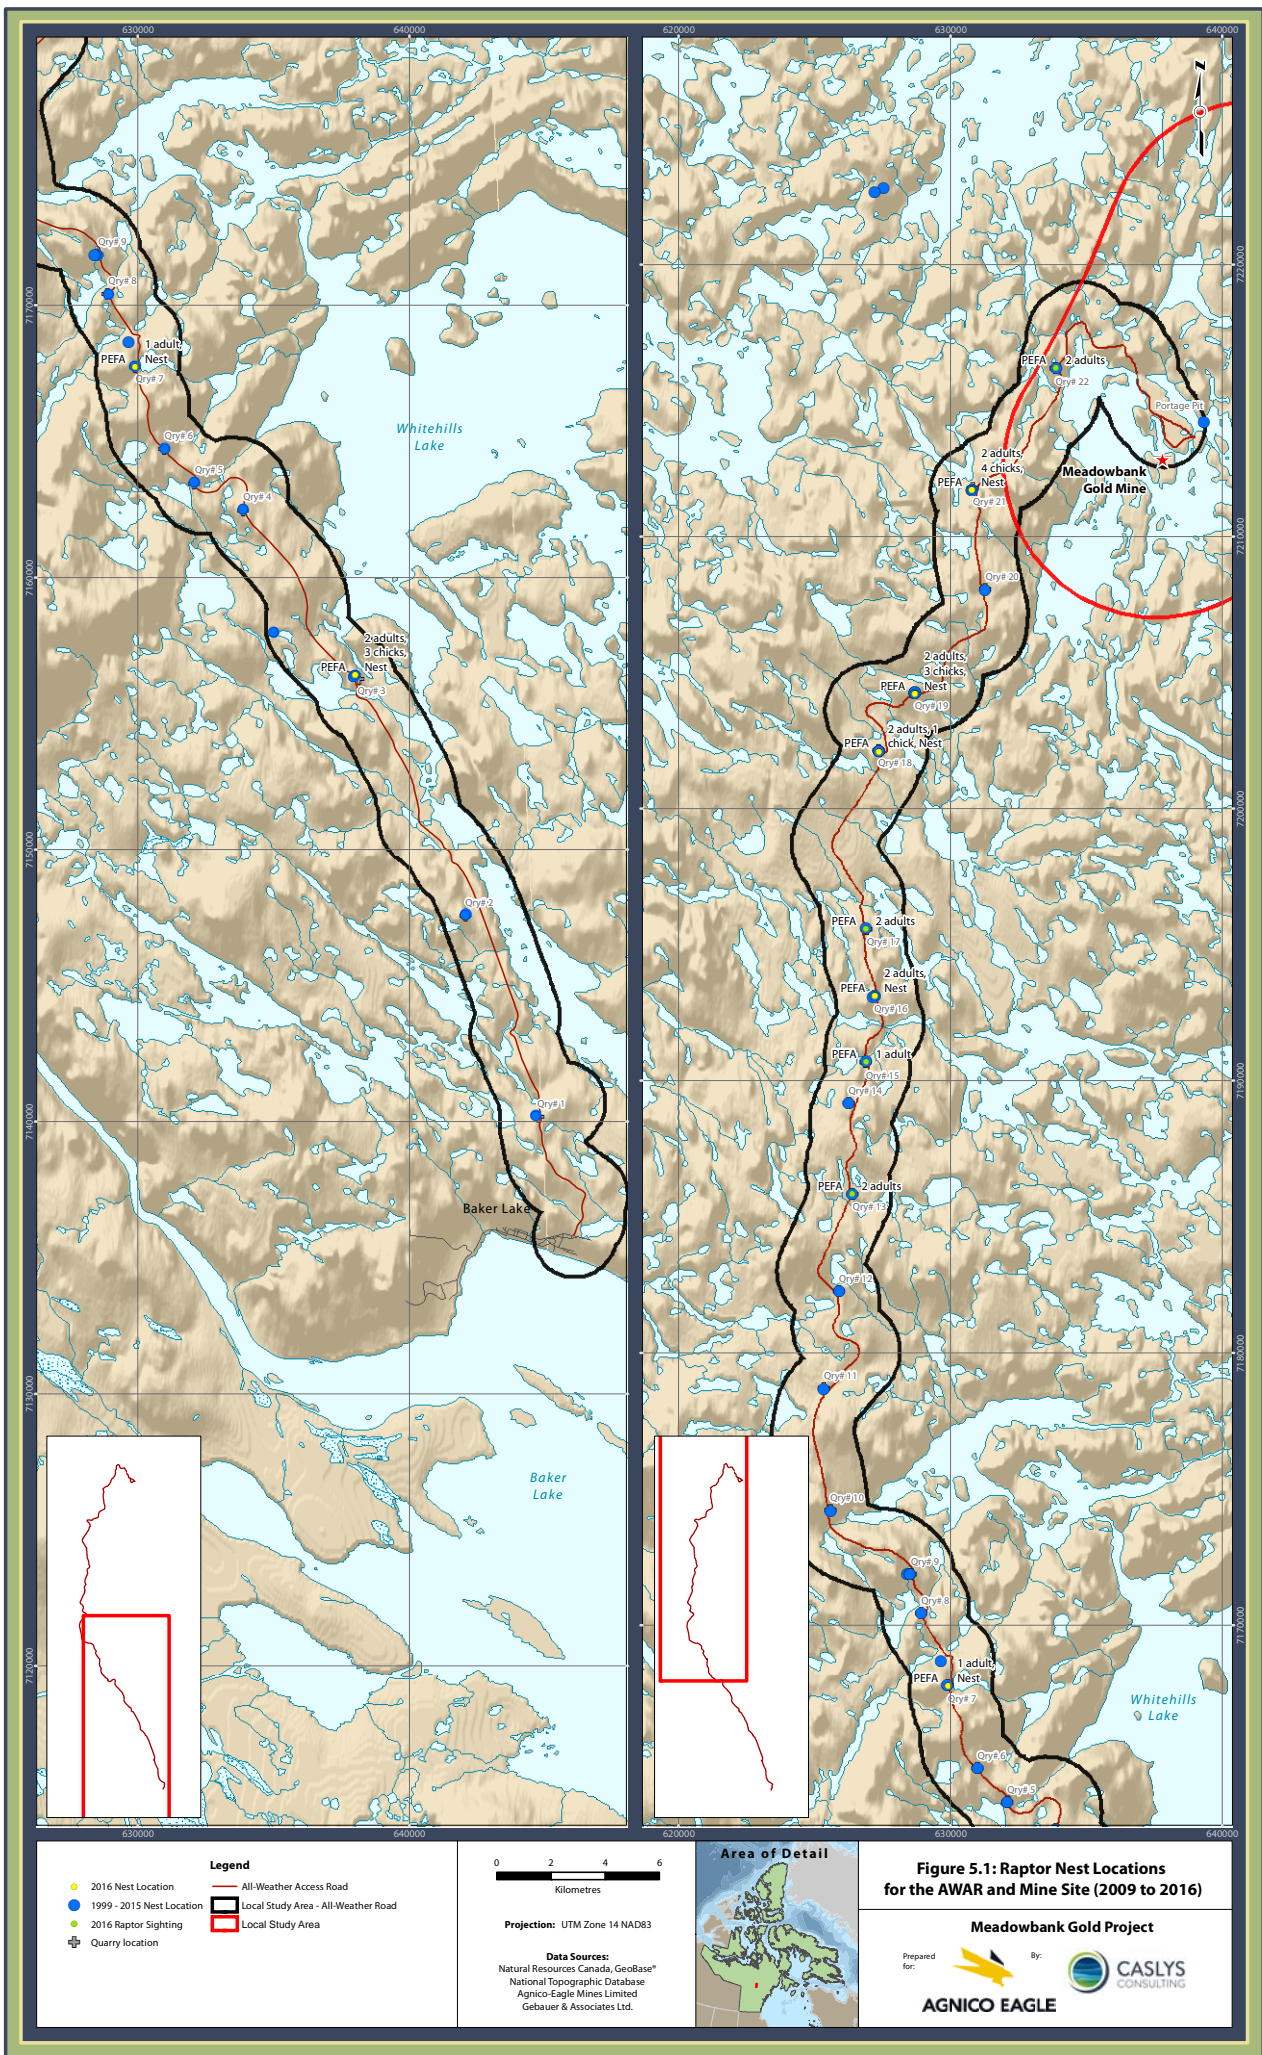 630000
640000
620000
630000
640000
7170000
7160000
7150000
7140000
7130000
7120000
Qry# 9
Qry# 8
1 adult,
PEFA
Nest
Qry# 7
Qry# 6
Qry# 5
Qry# 4
Whitehills
Lake
2 adults,
3 chicks,
PEFA
Nest
Qry# 3
Qry# 2
Qry# 1
Baker Lake
Baker
Lake
630000
640000
N
7220000
7210000
7200000
7190000
7180000
7170000
PEFA
2 adults
Qry# 22
Portage Pit
Meadowbank
Gold Mine
2 adults,
4 chicks,
PEFA
Nest
Qry# 21
Qry# 20
2 adults,
3 chicks,
PEFA
Nest
Qry# 19
2 adults, 1
PEFA
chick, Nest
Qry# 18
PEFA
2 adults
Qry# 17
2 adults,
PEFA
Nest
Qry# 16
PEFA
1 adult
Qry# 15
Qry# 14
PEFA
2 adults
Qry# 13
Qry# 12
Qry# 11
Qry# 10
Qry# 9
Qry# 8
1 adult,
PEFA
Nest
Qry# 7
Whitehills
Lake
Qry# 6
Qry# 5
620000
630000
640000
Legend
2016 Nest Location
1999 - 2015 Nest Location
2016 Raptor Sighting
Quarry location
All-Weather Access Road
Local Study Area - All-Weather Road
Local Study Area
0 2 4 6
Kilometres
Projection: UTM Zone 14 NAD83
Data Sources:
Natural Resources Canada, GeoBase®
National Topographic Database
Agnico-Eagle Mines Limited
Gebauer & Associates Ltd.
Area of Detail
Figure 5.1: Raptor Nest Locations
for the AWAR and Mine Site (2009 to 2016)
Meadowbank Gold Project
Prepared
for:
By:
AGNICO EAGLE
CASLYS
CONSULTING